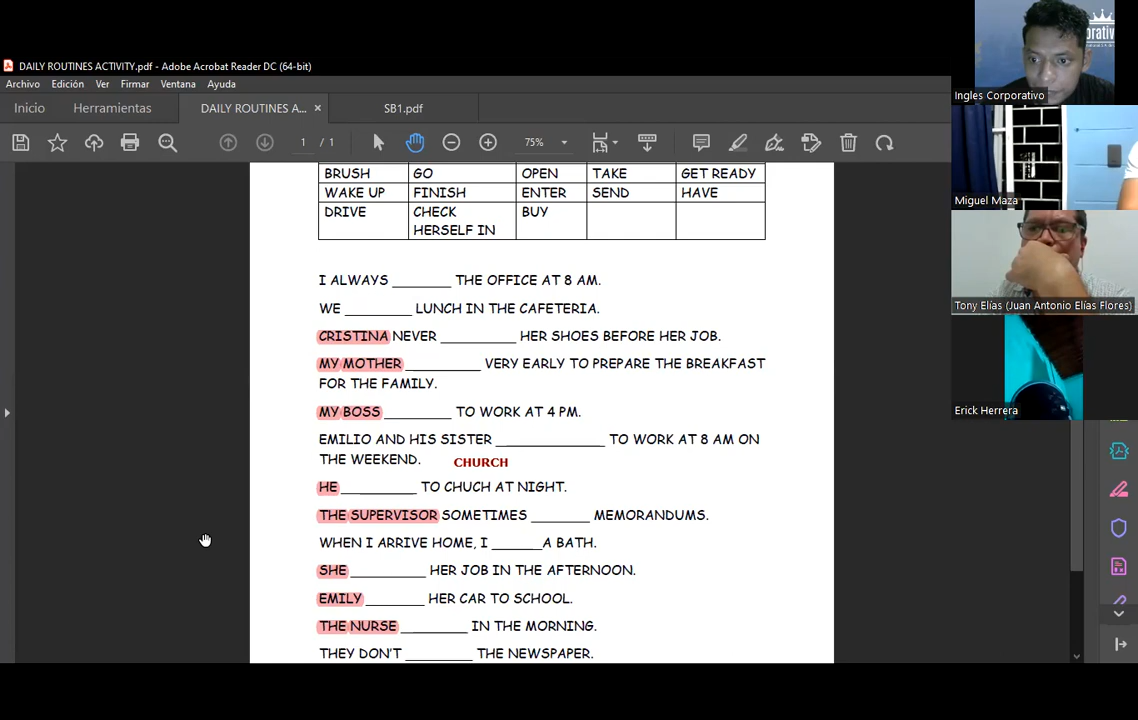 DAILY ROUTINES ACTIVITY.pdf - Adobe Acrobat Reader DC (64-bit)
Archivo Edición Ver Firmar Ventana Ayuda
Inicio Herramientas DAILY ROUTINES A... × SB1.pdf
1 / 1 75%
BRUSH GO OPEN TAKE GET READY
WAKE UP FINISH ENTER SEND HAVE
DRIVE CHECK BUY
HERSELF IN
I ALWAYS _______ THE OFFICE AT 8 AM.
WE ________ LUNCH IN THE CAFETERIA.
CRISTINA NEVER _________ HER SHOES BEFORE HER JOB.
MY MOTHER _________ VERY EARLY TO PREPARE THE BREAKFAST
FOR THE FAMILY.
MY BOSS ________ TO WORK AT 4 PM.
EMILIO AND HIS SISTER _____________ TO WORK AT 8 AM ON
THE WEEKEND. CHURCH
HE _________ TO CHUCH AT NIGHT.
THE SUPERVISOR SOMETIMES _______ MEMORANDUMS.
WHEN I ARRIVE HOME, I ______A BATH.
SHE _________ HER JOB IN THE AFTERNOON.
EMILY _______ HER CAR TO SCHOOL.
THE NURSE ________ IN THE MORNING.
THEY DON'T ________ THE NEWSPAPER.
Ingles Corporativo
Miguel Maza
Tony Elías (Juan Antonio Elías Flores)
Erick Herrera